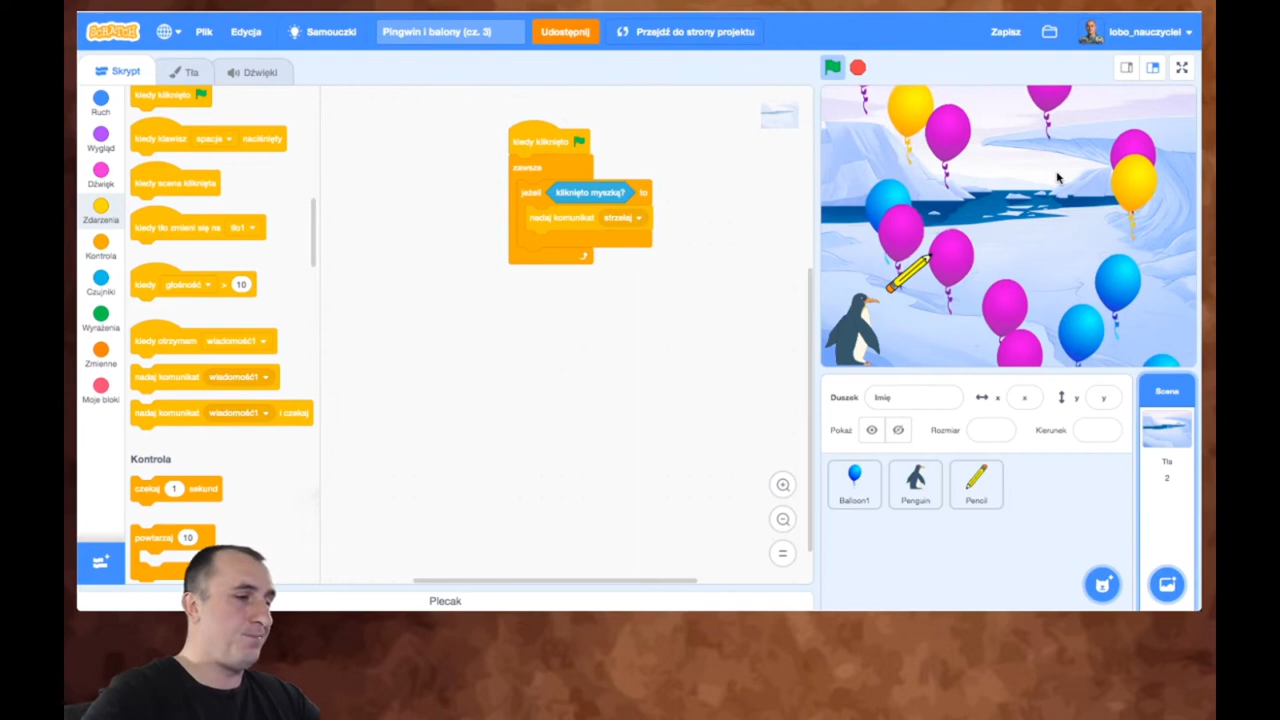 SCRATCH
Plik
Edycja
Samouczki
Pingwin i balony (cz. 3)
Udostępnij
Przejdź do strony projektu
Zapisz
lobo_nauczyciel
Skrypt
Tła
Dźwięki
Ruch
Wygląd
Dźwięk
Zdarzenia
Kontrola
Czujniki
Wyrażenia
Zmienne
Moje bloki
kiedy kliknięto
kiedy klawisz spacja naciśnięty
kiedy scena kliknięta
kiedy tło zmieni się na tło1
kiedy głośność > 10
kiedy otrzymam wiadomość1
nadaj komunikat wiadomość1
nadaj komunikat wiadomość1 i czekaj
Kontrola
czekaj 1 sekund
powtarzaj 10
kiedy kliknięto
zawsze
jeżeli kliknięto myszką? to
nadaj komunikat strzelaj
Plecak
Duszek Imię x x y y
Pokaż Rozmiar Kierunek
Balloon1
Penguin
Pencil
Scena
Tła
2